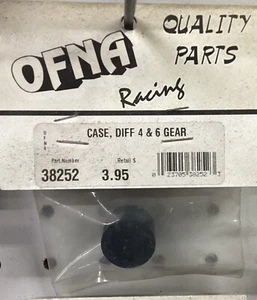 OFNA
Racing
QUALITY
PARTS
OFNA
CASE, DIFF 4 & 6 GEAR
Part Number Retail $
38252 3.95
0 23705 38252 3